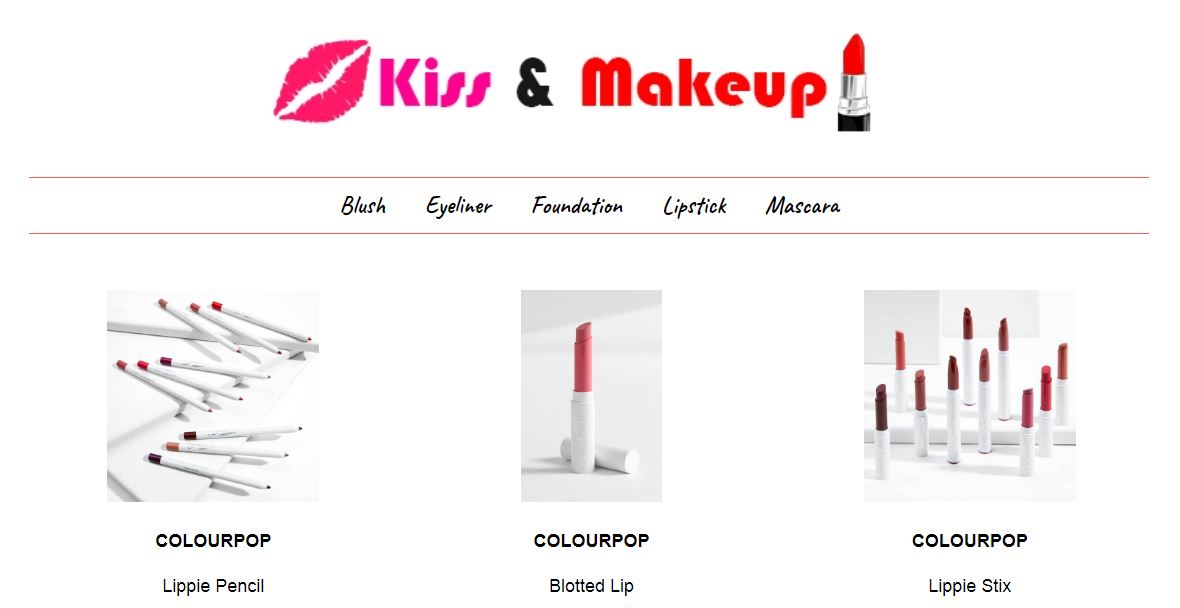 Kiss & Makeup
Blush Eyeliner Foundation Lipstick Mascara
COLOURPOP COLOURPOP COLOURPOP
Lippie Pencil Blotted Lip Lippie Stix